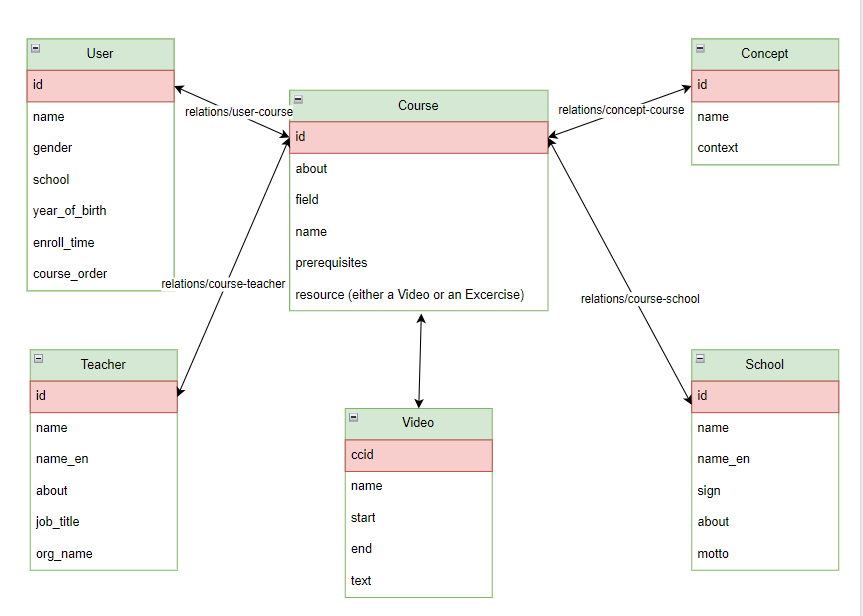 User
id
name
gender
school
year_of_birth
enroll_time
course_order
relations/user-course
Course
id
about
field
name
prerequisites
resource (either a Video or an Excercise)
relations/concept-course
Concept
id
name
context
relations/course-teacher
relations/course-school
Teacher
id
name
name_en
about
job_title
org_name
Video
ccid
name
start
end
text
School
id
name
name_en
sign
about
motto